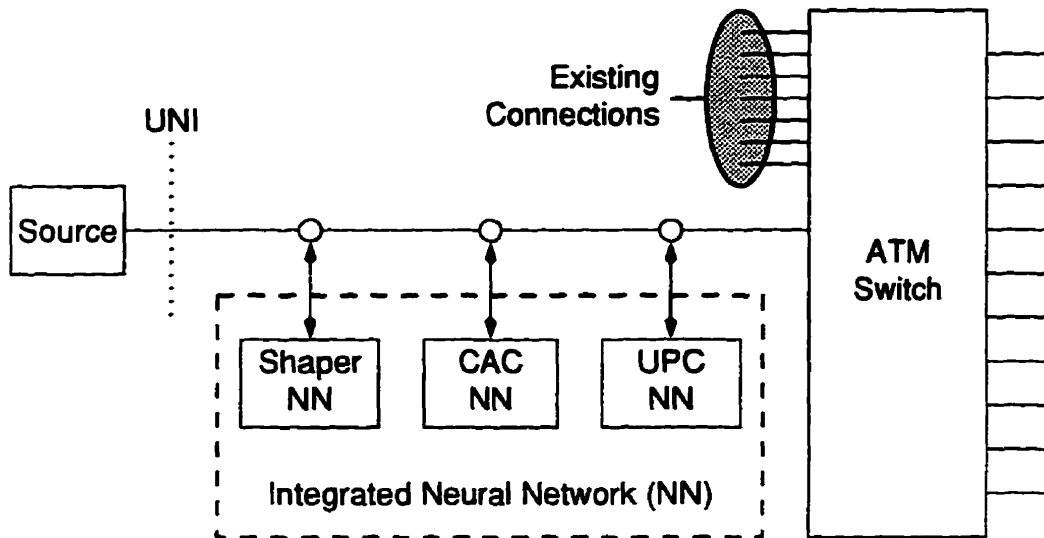 Existing
Connections
UNI
Source
ATM
Switch
Shaper
NN
CAC
NN
UPC
NN
Integrated Neural Network (NN)